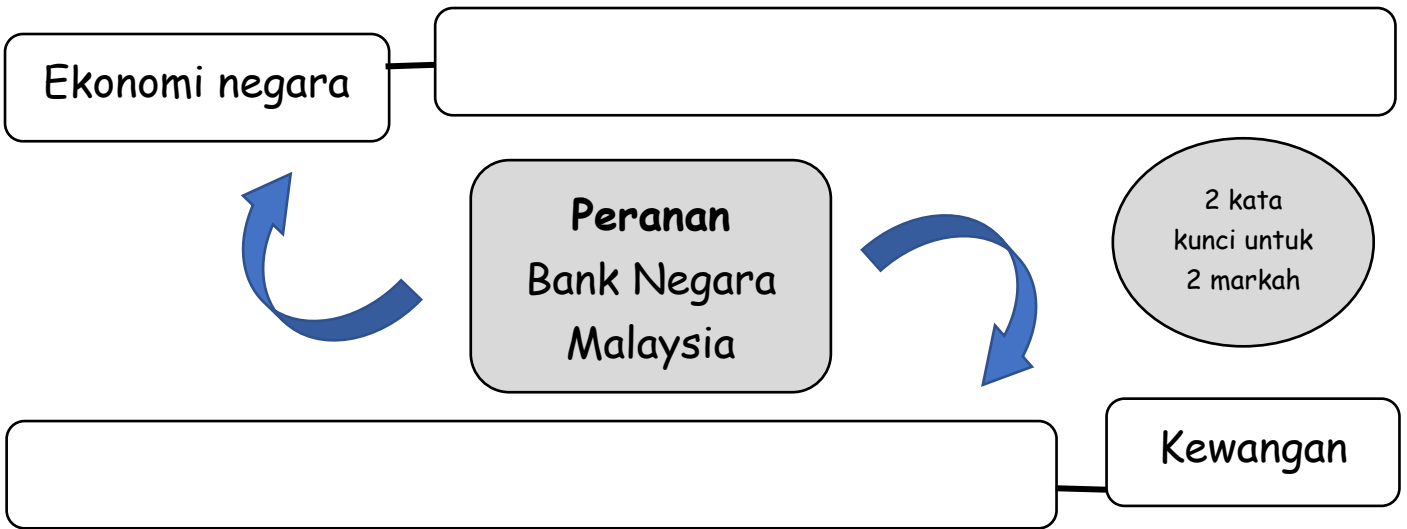 Ekonomi negara
Peranan
Bank Negara
Malaysia
2 kata
kunci untuk
2 markah
Kewangan